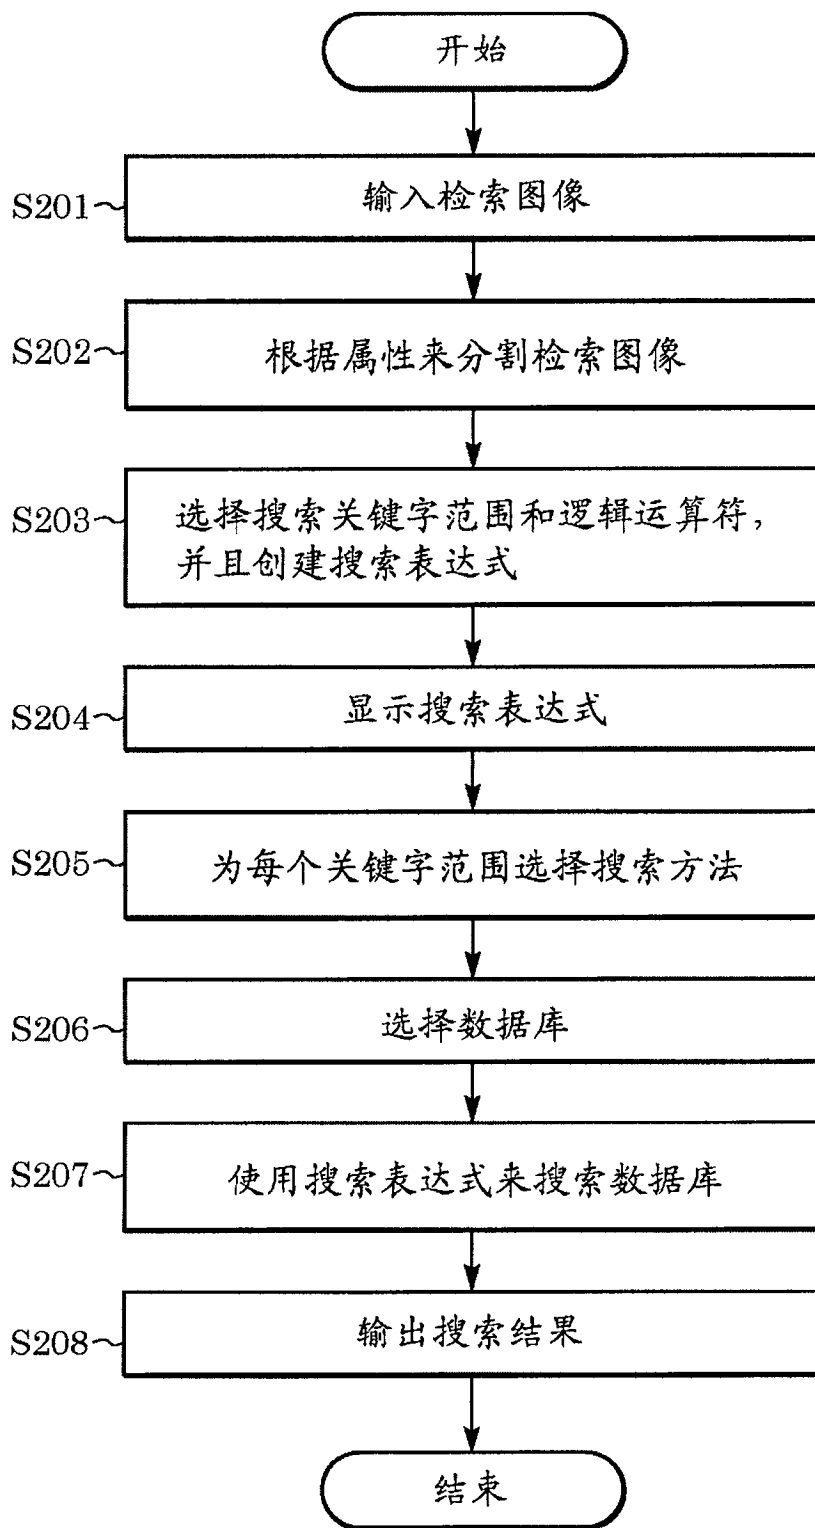 开始
S201
输入检索图像
S202
根据属性来分割检索图像
S203
选择搜索关键字范围和逻辑运算符，
并且创建搜索表达式
S204
显示搜索表达式
S205
为每个关键字范围选择搜索方法
S206
选择数据库
S207
使用搜索表达式来搜索数据库
S208
输出搜索结果
结束